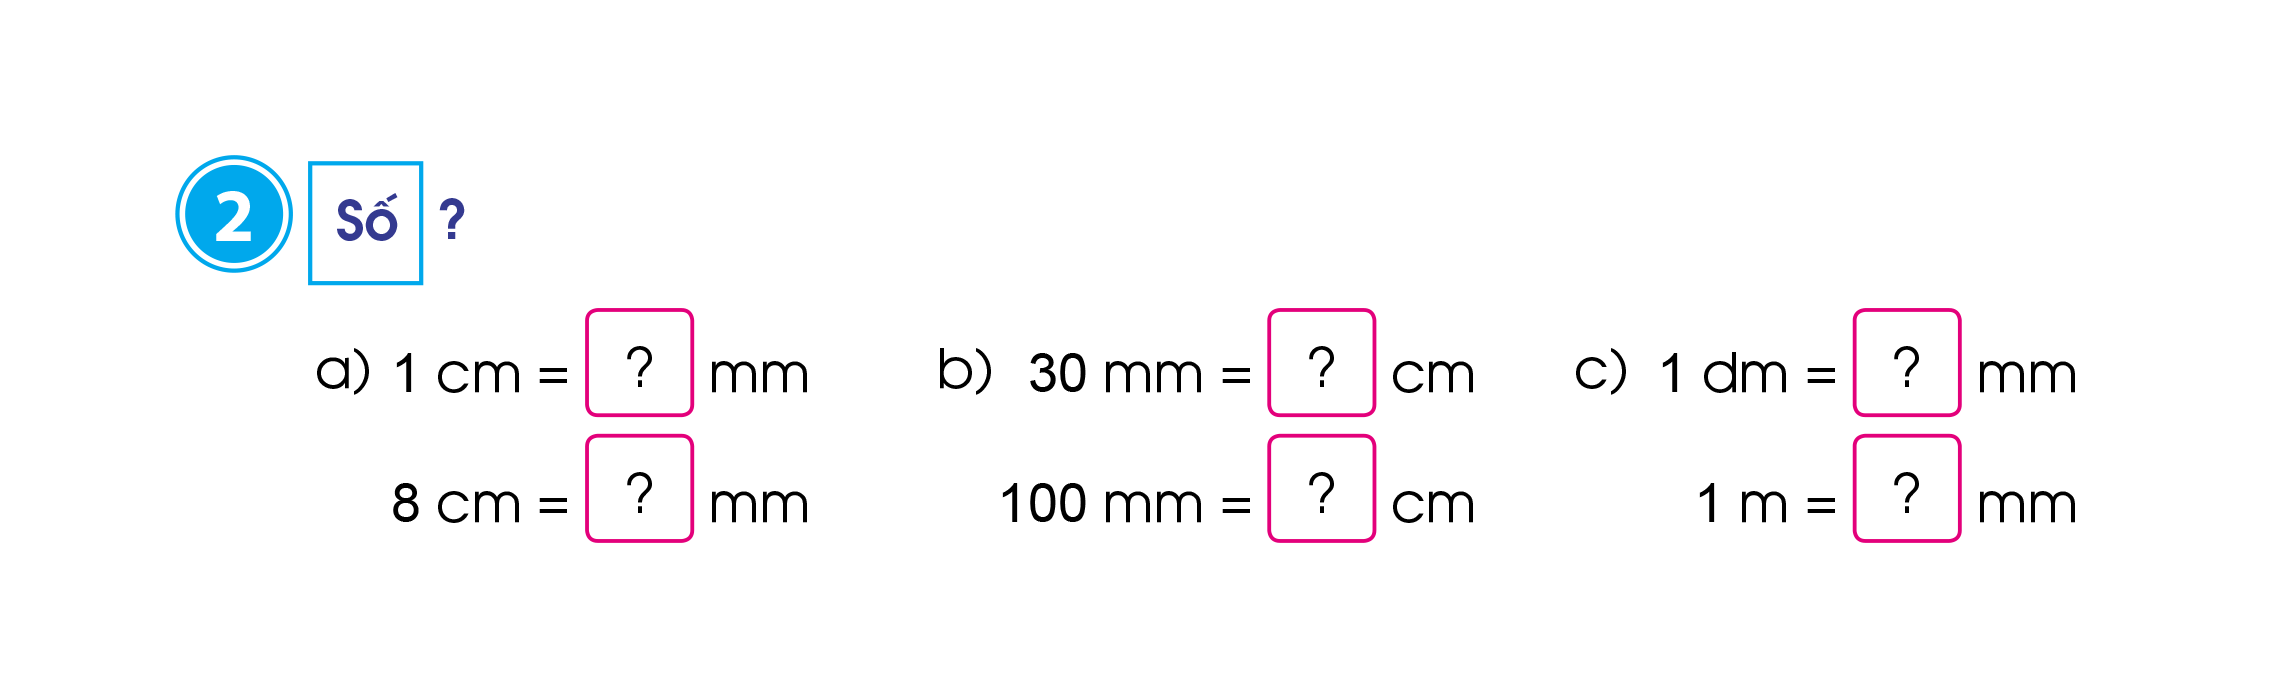 2 Số ?
a) 1 cm = ? mm b) 30 mm = ? cm c) 1 dm = ? mm
8 cm = ? mm 100 mm = ? cm 1 m = ? mm